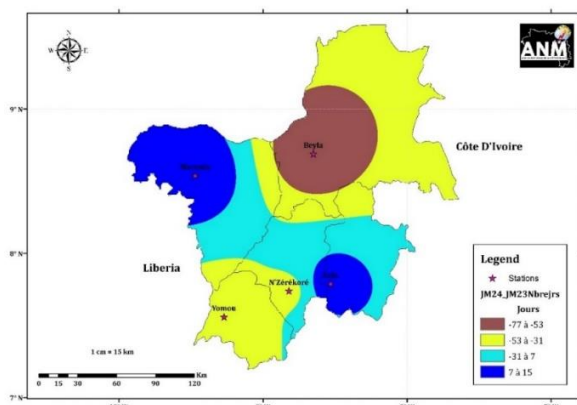 ANM
9°N
Beyla
Côte D'Ivoire
8°N
Liberia
N'Zérékoré
Yomou
Legend
Stations
JM24_JM23Nbrejrs
Jours
-77 à -53
-53 à -31
-31 à 7
7 à 15
1 cm = 15 km
Km
0 15 30 60 90 120
7°N